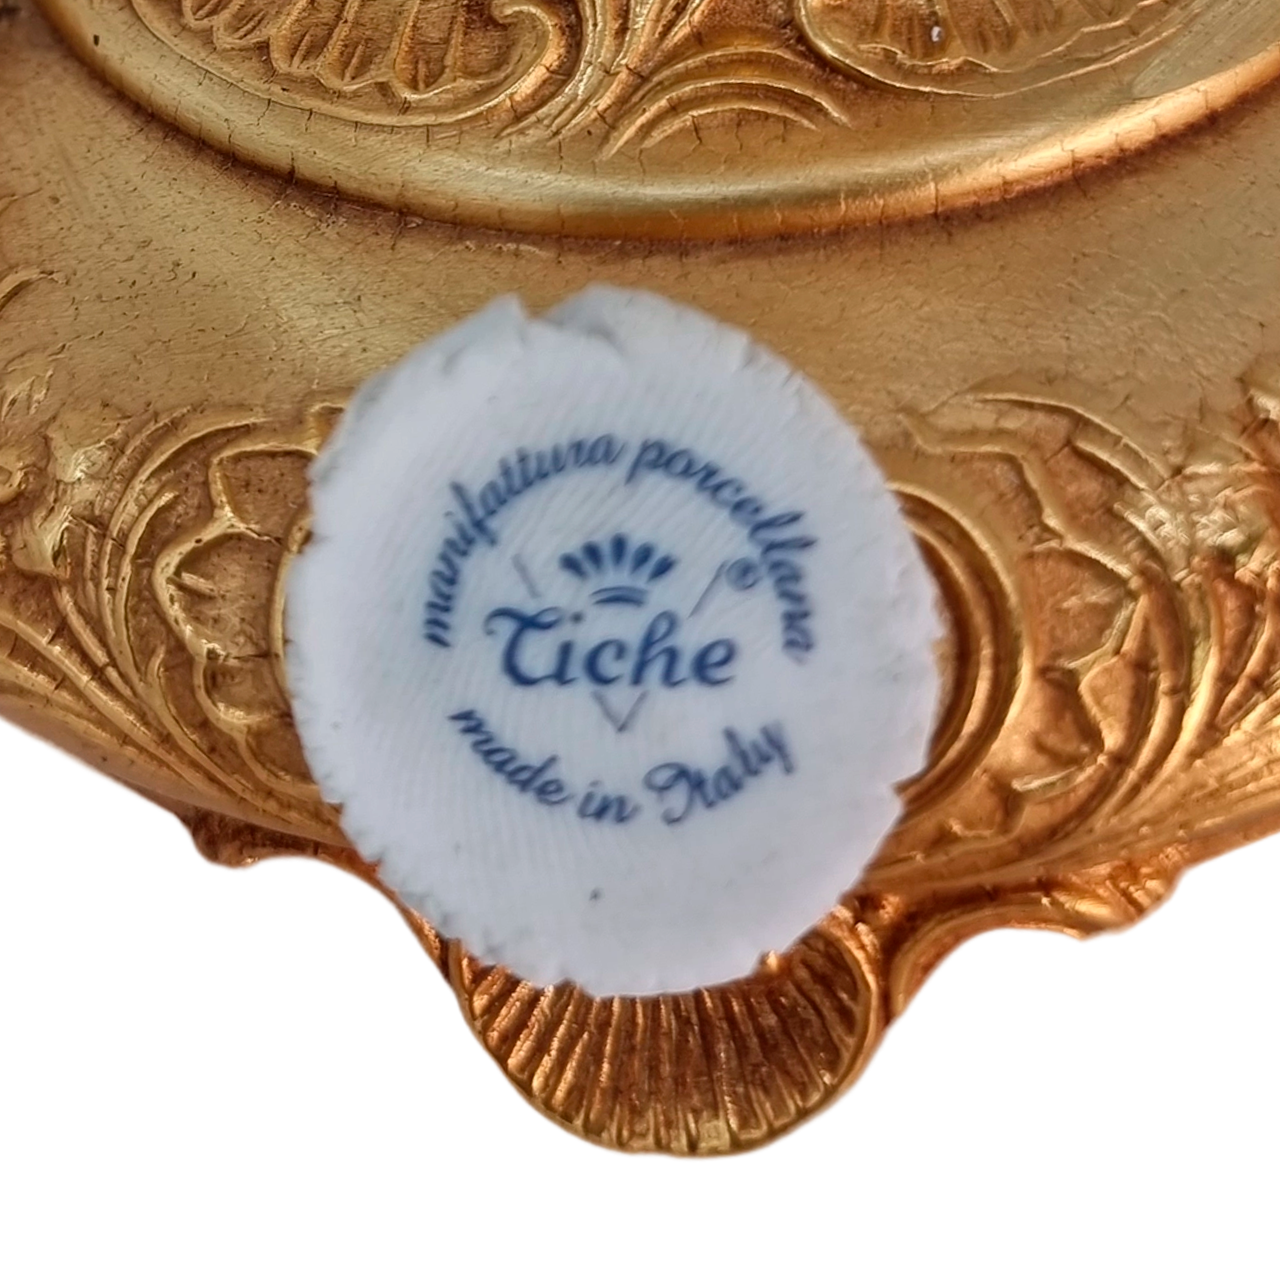 manifattura porcellana
®
Tiche
made in Italy